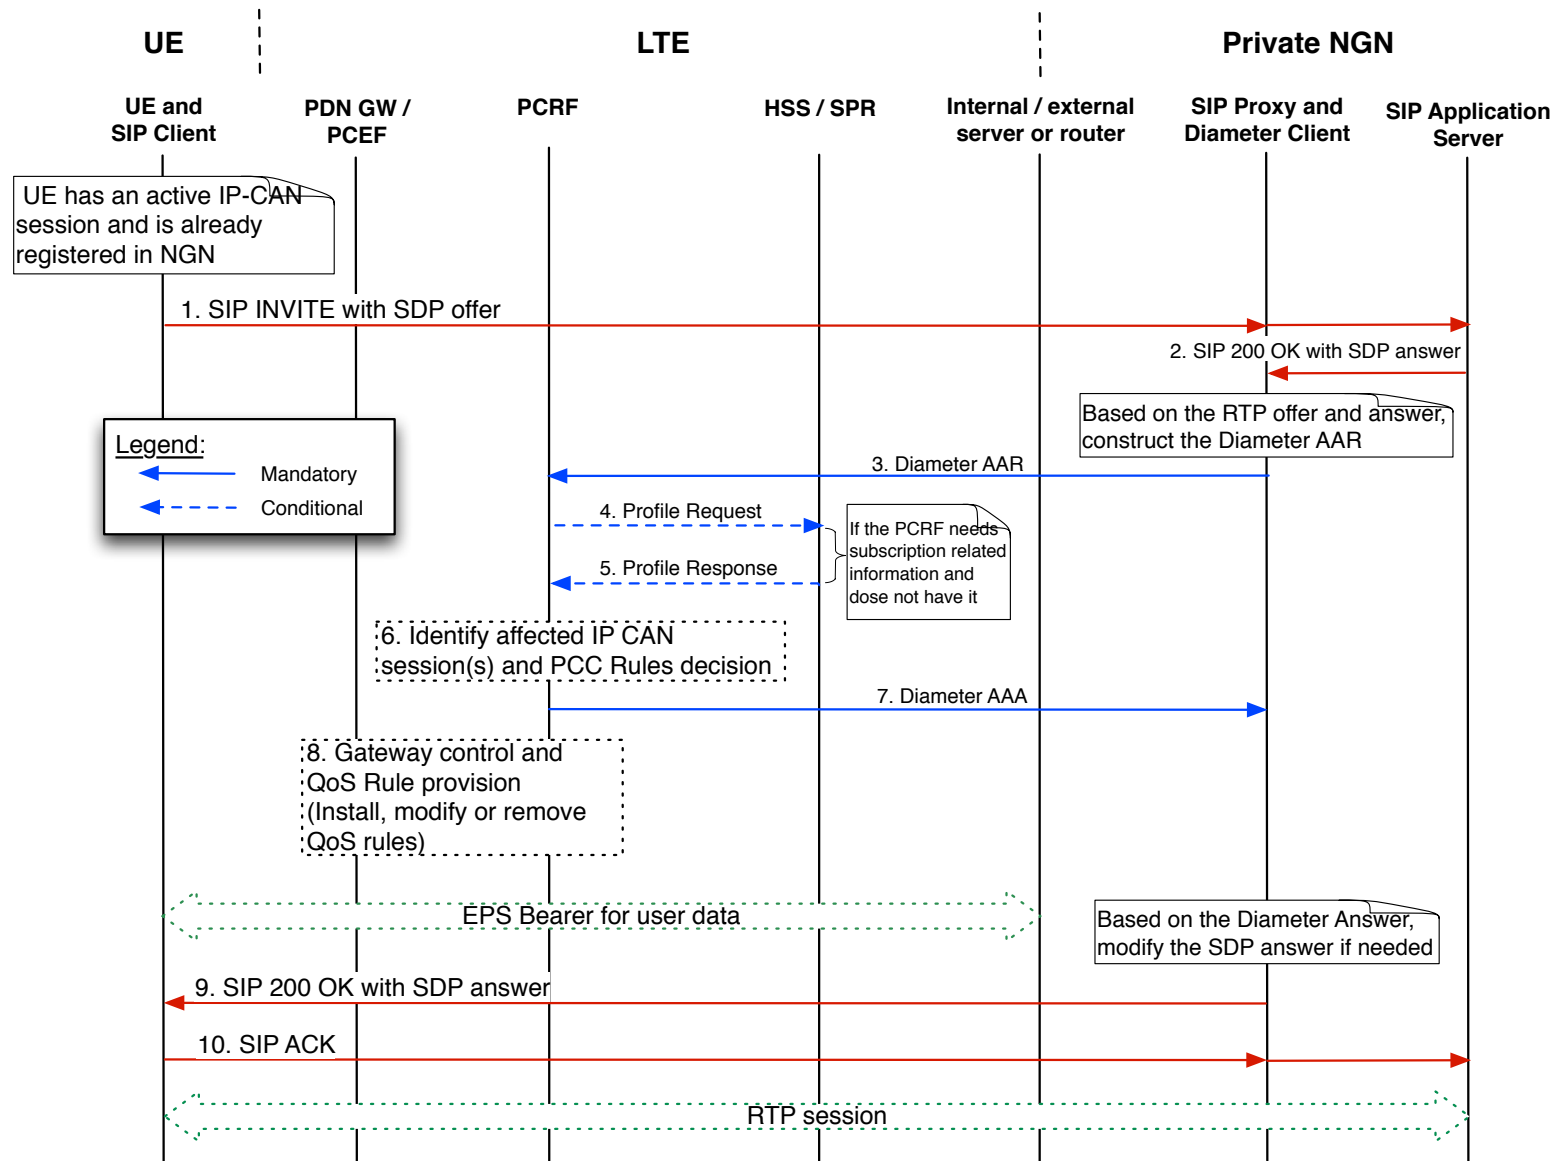 UE
LTE
Private NGN
UE and
SIP Client
PDN GW /
PCEF
PCRF
HSS / SPR
Internal / external
server or router
SIP Proxy and
Diameter Client
SIP Application
Server
UE has an active IP-CAN
session and is already
registered in NGN
1. SIP INVITE with SDP offer
2. SIP 200 OK with SDP answer
Based on the RTP offer and answer,
construct the Diameter AAR
Legend:
Mandatory
Conditional
3. Diameter AAR
4. Profile Request
5. Profile Response
If the PCRF needs
subscription related
information and
dose not have it
6. Identify affected IP CAN
session(s) and PCC Rules decision
7. Diameter AAA
8. Gateway control and
QoS Rule provision
(Install, modify or remove
QoS rules)
EPS Bearer for user data
Based on the Diameter Answer,
modify the SDP answer if needed
9. SIP 200 OK with SDP answer
10. SIP ACK
RTP session